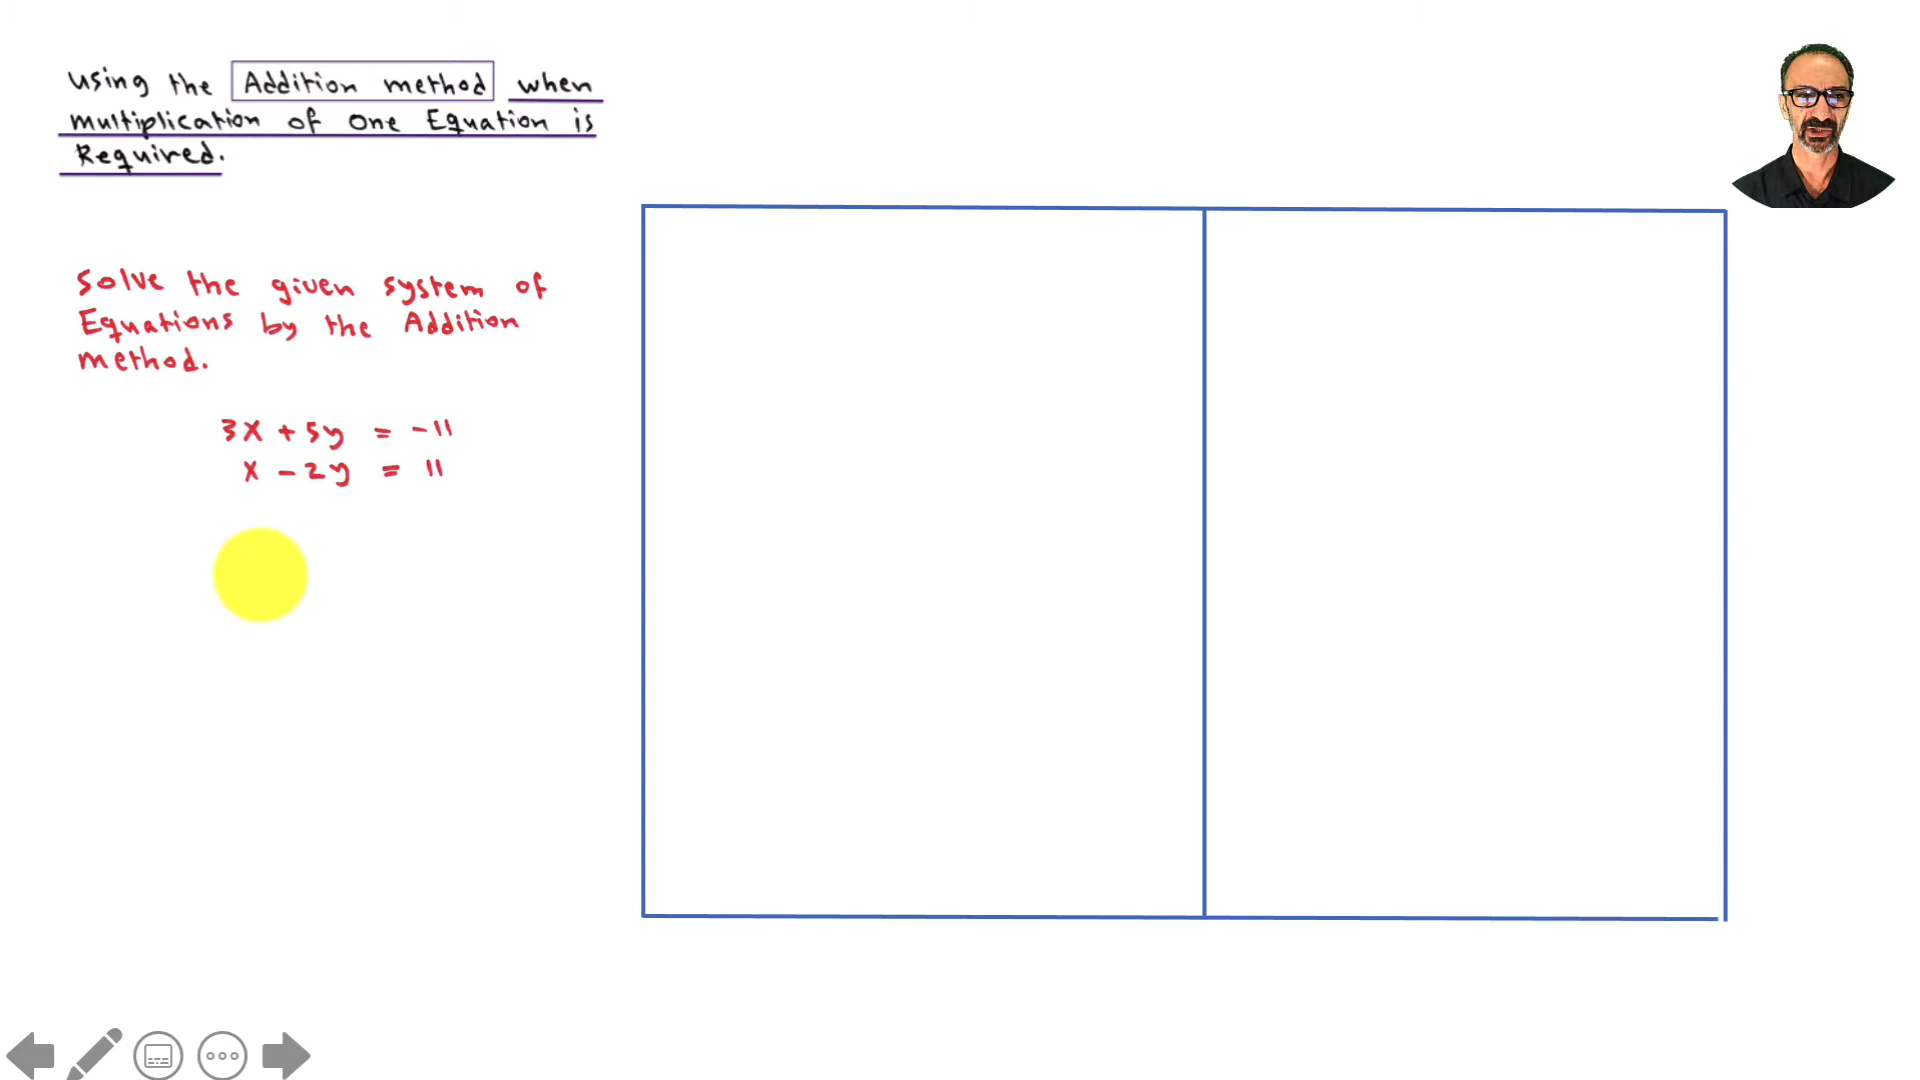 Using the Addition method when
multiplication of one Equation is
Required.
Solve the given system of
Equations by the Addition
method.
3x + 5y = -11
x - 2y = 11